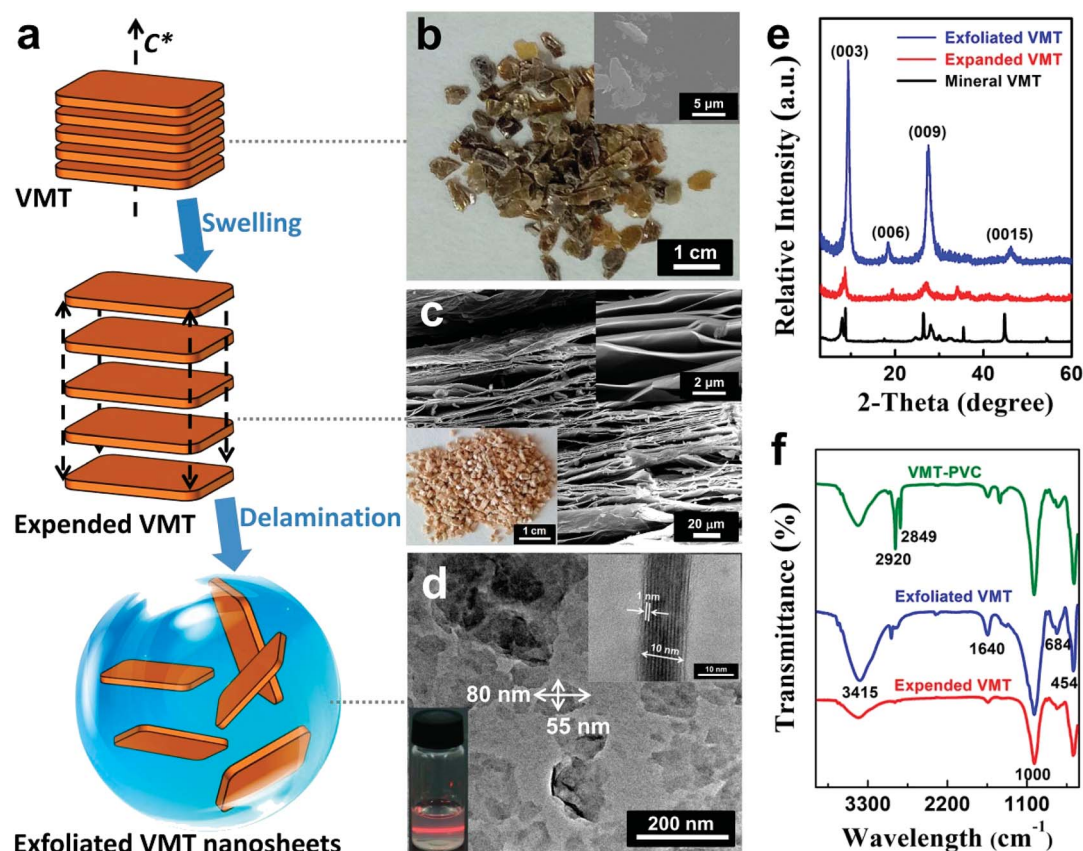 a
C*
VMT
Swelling
Expended VMT
Delamination
Exfoliated VMT nanosheets
b
5 μm
1 cm
c
2 μm
1 cm
20 μm
d
1 nm
10 nm
10 nm
80 nm
55 nm
200 nm
e
Relative Intensity (a.u.)
Exfoliated VMT
Expanded VMT
Mineral VMT
(003)
(006)
(009)
(0015)
0 20 40 60
2-Theta (degree)
f
Transmittance (%)
VMT-PVC
2849
2920
Exfoliated VMT
3415
1640
684
454
Expended VMT
1000
3300 2200 1100
Wavelength (cm⁻¹)